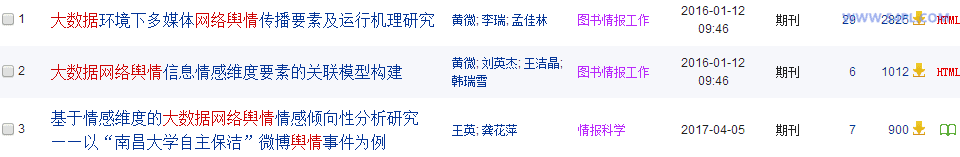 1 大数据环境下多媒体网络舆情传播要素及运行机理研究 黄微; 李瑞; 孟佳林 图书情报工作 2016-01-12 09:46 期刊 29 2825 HTML
2 大数据网络舆情信息情感维度要素的关联模型构建 黄微; 刘英杰; 王洁晶; 韩瑞雪 图书情报工作 2016-01-12 09:46 期刊 6 1012 HTML
3 基于情感维度的大数据网络舆情情感倾向性分析研究
——以“南昌大学自主保洁”微博舆情事件为例 王英; 龚花萍 情报科学 2017-04-05 期刊 7 900